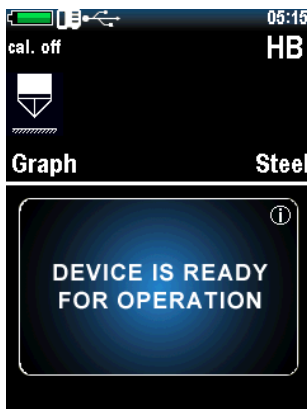 05:15
cal. off
HB
Graph
Steel
DEVICE IS READY
FOR OPERATION